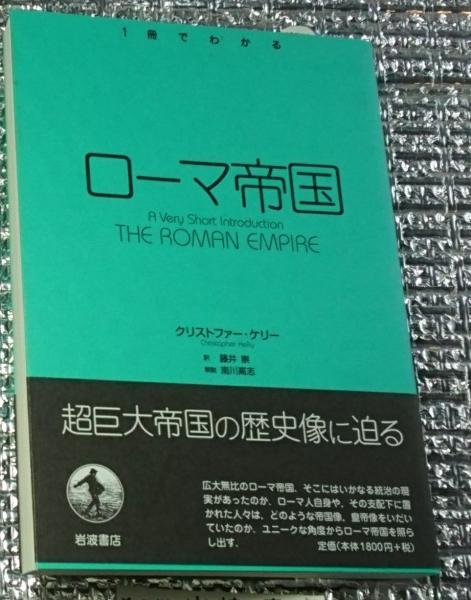 1冊でわかる
ローマ帝国
A Very Short Introduction
THE ROMAN EMPIRE
クリストファー・ケリー
Christopher Kelly
訳 藤井 崇
解説 南川高志
超巨大帝国の歴史像に迫る
広大無比のローマ帝国、そこにはいかなる統治の現
実があったのか、ローマ人自身や、その支配下に置
かれた人々は、どのような帝国像、皇帝像をいだい
ていたのか、ユニークな角度からローマ帝国を照ら
し出す.
定価(本体1800円+税)
岩波書店